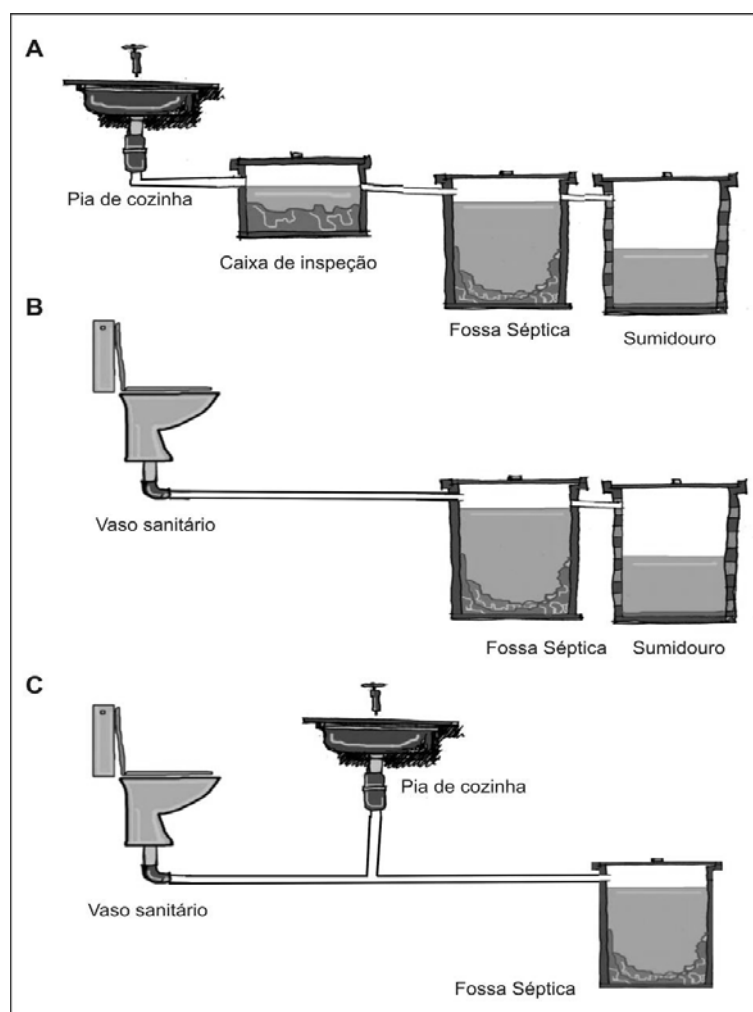 A
Pia de cozinha
Caixa de inspeção
Fossa Séptica
Sumidouro
B
Vaso sanitário
Fossa Séptica
Sumidouro
C
Pia de cozinha
Vaso sanitário
Fossa Séptica